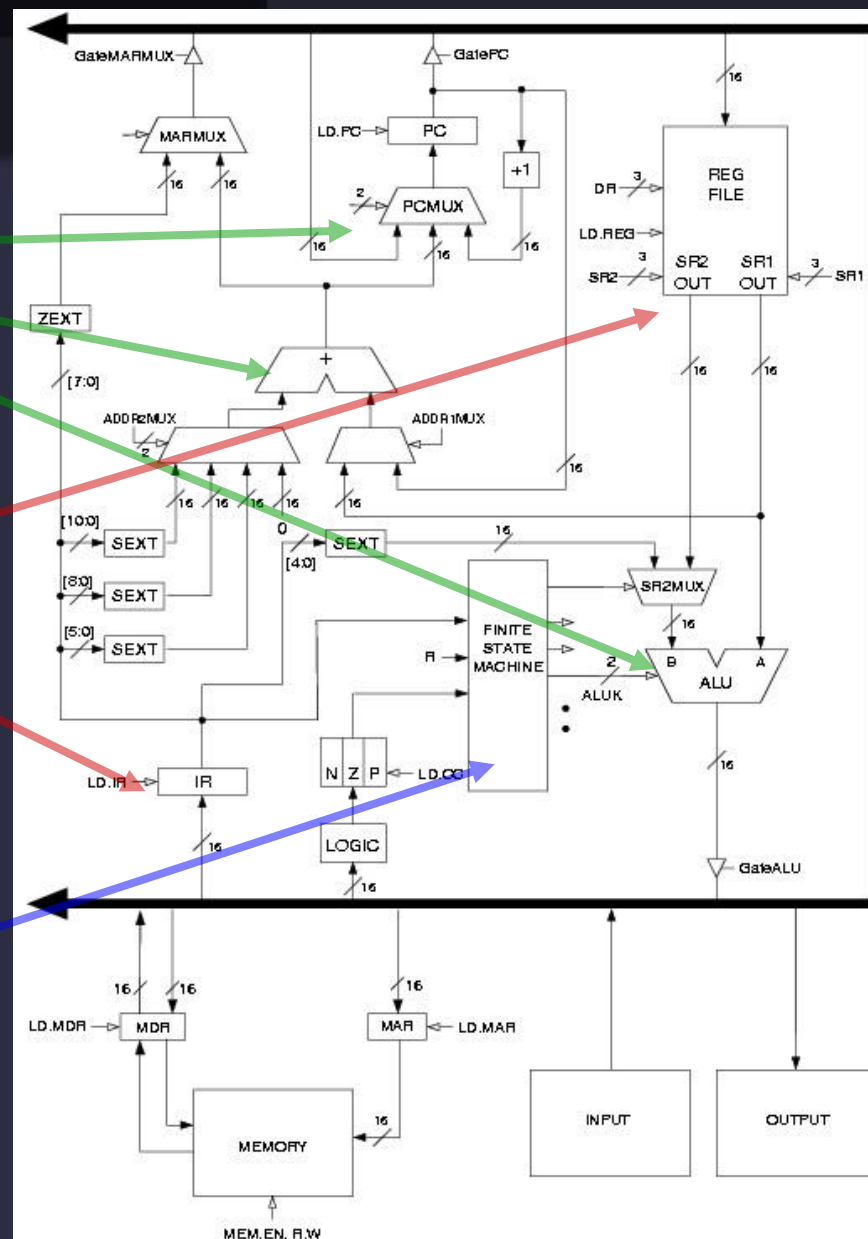 GateMARMUX
GatePC
16
MARMUX
LD.PC
PC
REG
FILE
+1
3
DR
16
16
2
PCMUX
LD.REG
16
16
16
3
SR2
SR2
OUT
SR1
OUT
3
SR1
ZEXT
+
[7:0]
16
16
ADDR2MUX
2
ADDR1MUX
16
16
16
16
16
0
16
[10:0]
SEXT
[4:0]
SEXT
16
[8:0]
SEXT
SR2MUX
FINITE
STATE
MACHINE
16
[5:0]
SEXT
R
B
A
2
ALUK
ALU
N Z P
LD.CC
LD.IR
IR
16
LOGIC
16
16
GateALU
16
16
16
LD.MDR
MDR
MAR
LD.MAR
INPUT
OUTPUT
16
MEMORY
MEM.EN, R.W